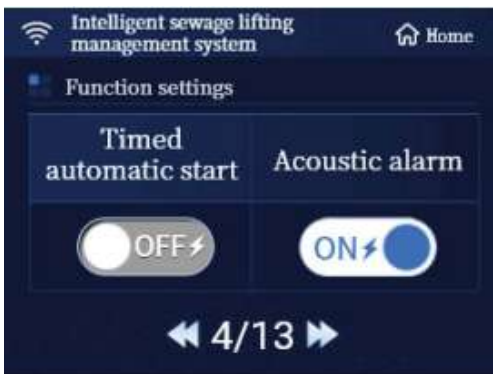 Intelligent sewage lifting
management system
Home
Function settings
Timed
automatic start
Acoustic alarm
OFF
ON
4/13